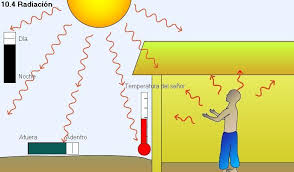 10.4 Radiación
Día
Noche
Temperatura del señor
Afuera
Adentro